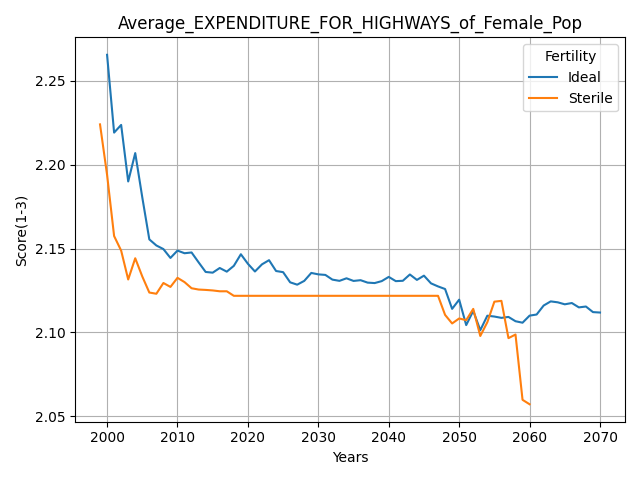 Average_EXPENDITURE_FOR_HIGHWAYS_of_Female_Pop
Fertility
Ideal
Sterile
Score(1-3)
2.25
2.20
2.15
2.10
2.05
2000 2010 2020 2030 2040 2050 2060 2070
Years